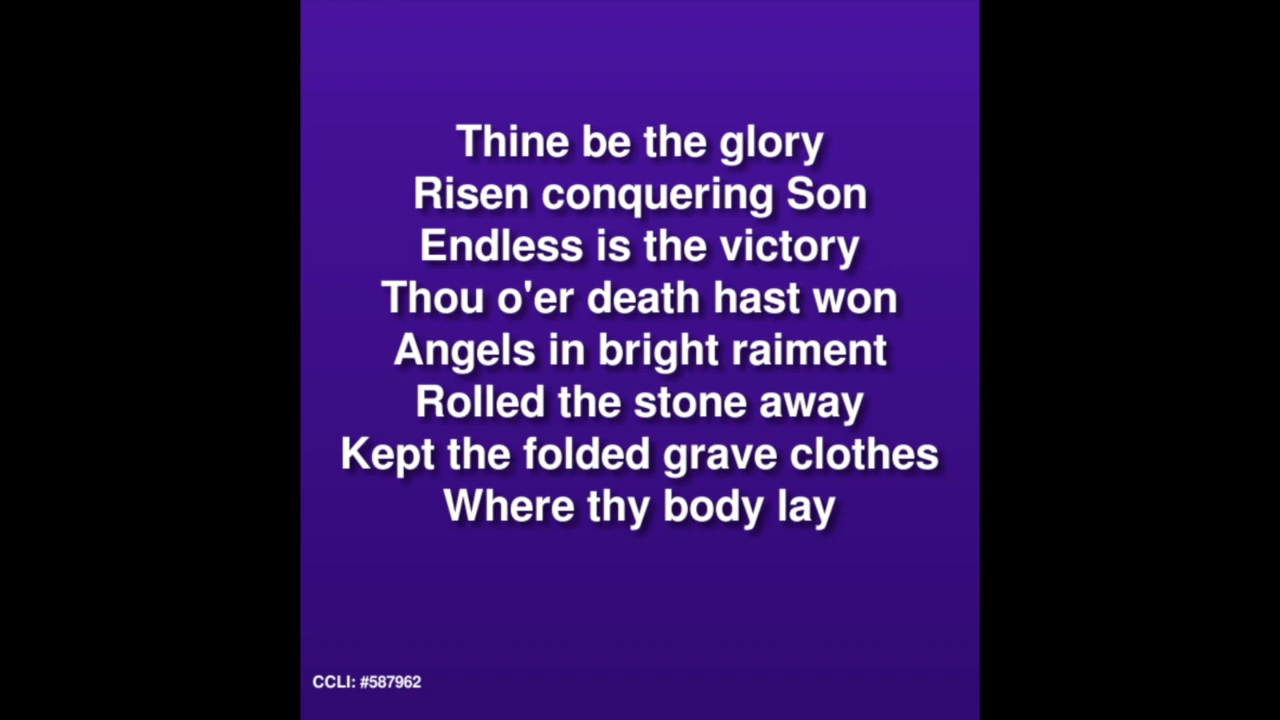 Thine be the glory
Risen conquering Son
Endless is the victory
Thou o'er death hast won
Angels in bright raiment
Rolled the stone away
Kept the folded grave clothes
Where thy body lay
CCLI: #587962